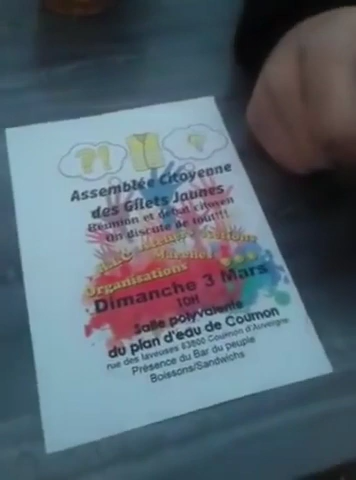 ?! ?
Assemblée Citoyenne
des Gilets Jaunes
Réunion et débat citoyen
On discute de tout!!!
Organisations
Dimanche 3 Mars
10H
Salle polyvalente
du plan d'eau de Cournon
rue des laveuses 63800 Cournon d'Auvergne
Présence du Bar du peuple
Boissons/Sandwichs